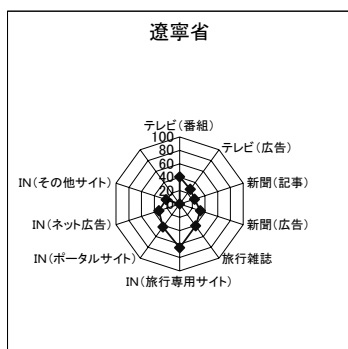 遼寧省
テレビ（番組）
テレビ（広告）
新聞（記事）
新聞（広告）
旅行雑誌
IN（旅行専用サイト）
IN（ポータルサイト）
IN（ネット広告）
IN（その他サイト）
100
80
60
40
20
0